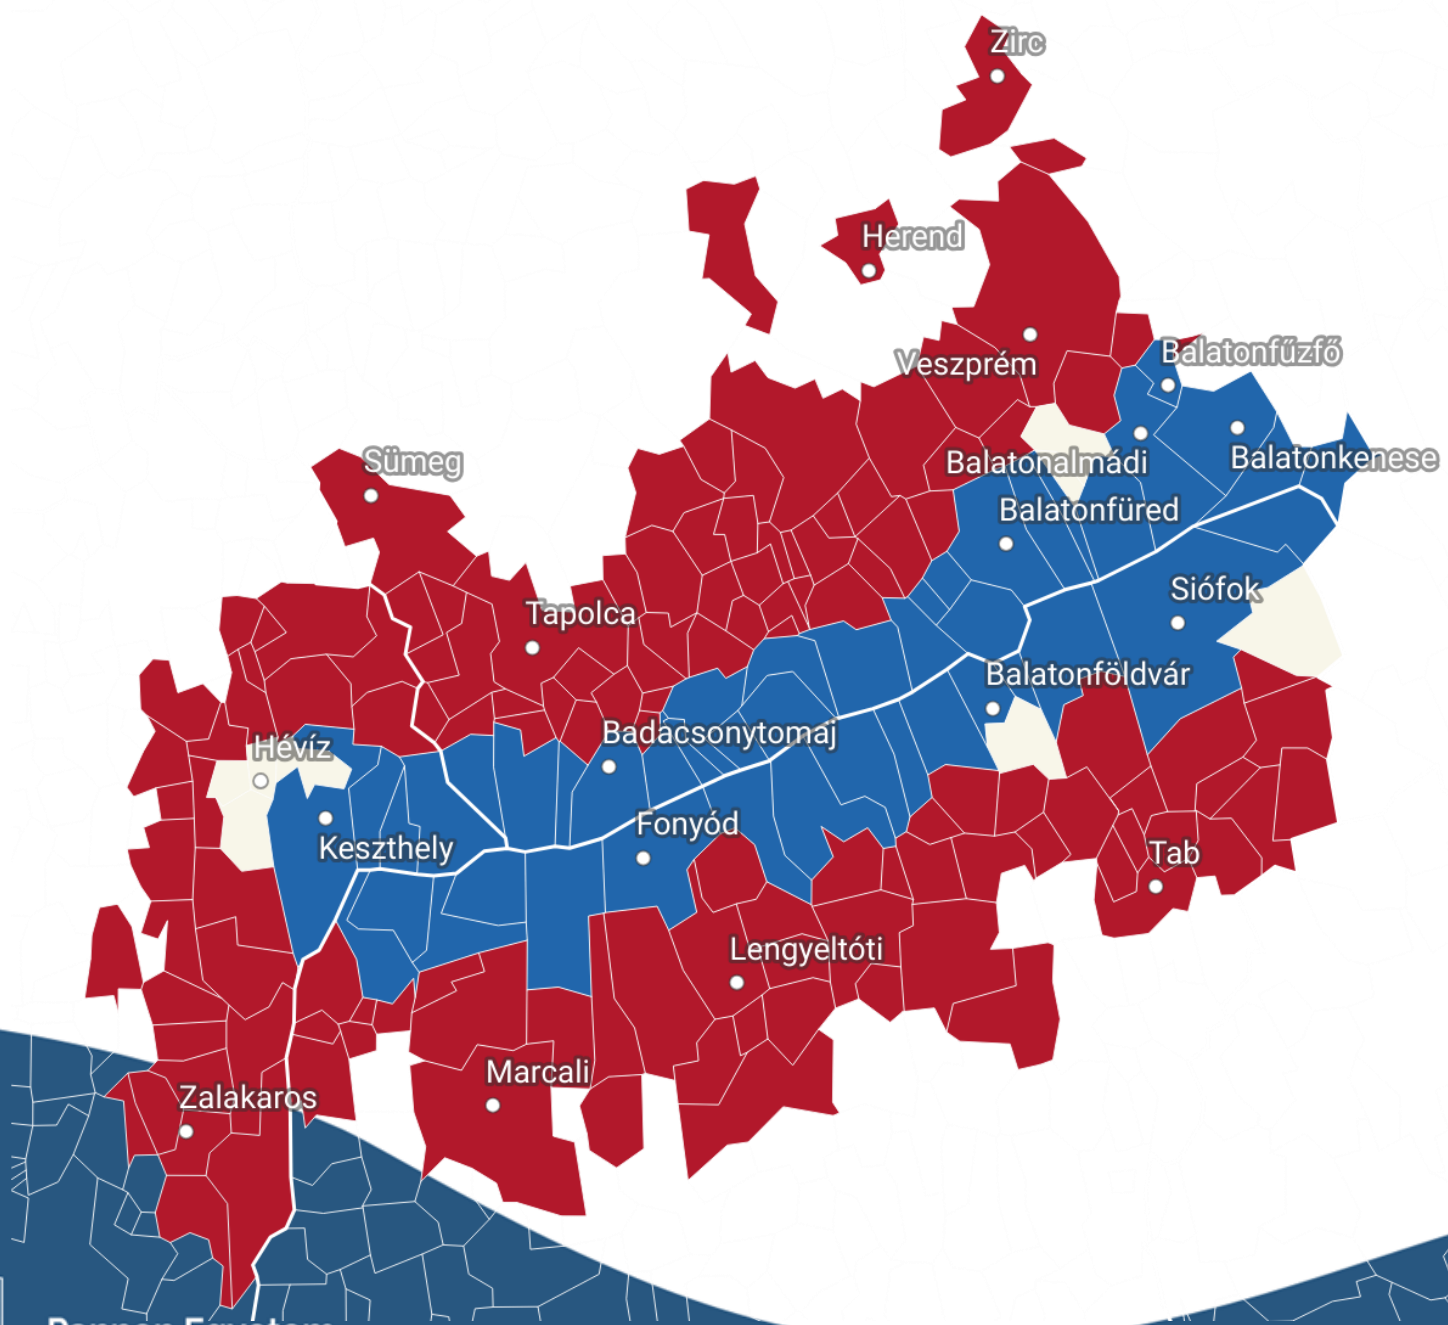 Zirc
Herend
Veszprém
Balatonfűzfő
Balatonalmádi
Balatonkenese
Sümeg
Balatonfüred
Siófok
Tapolca
Balatonföldvár
Badacsonytomaj
Hévíz
Fonyód
Keszthely
Tab
Lengyeltóti
Marcali
Zalakaros